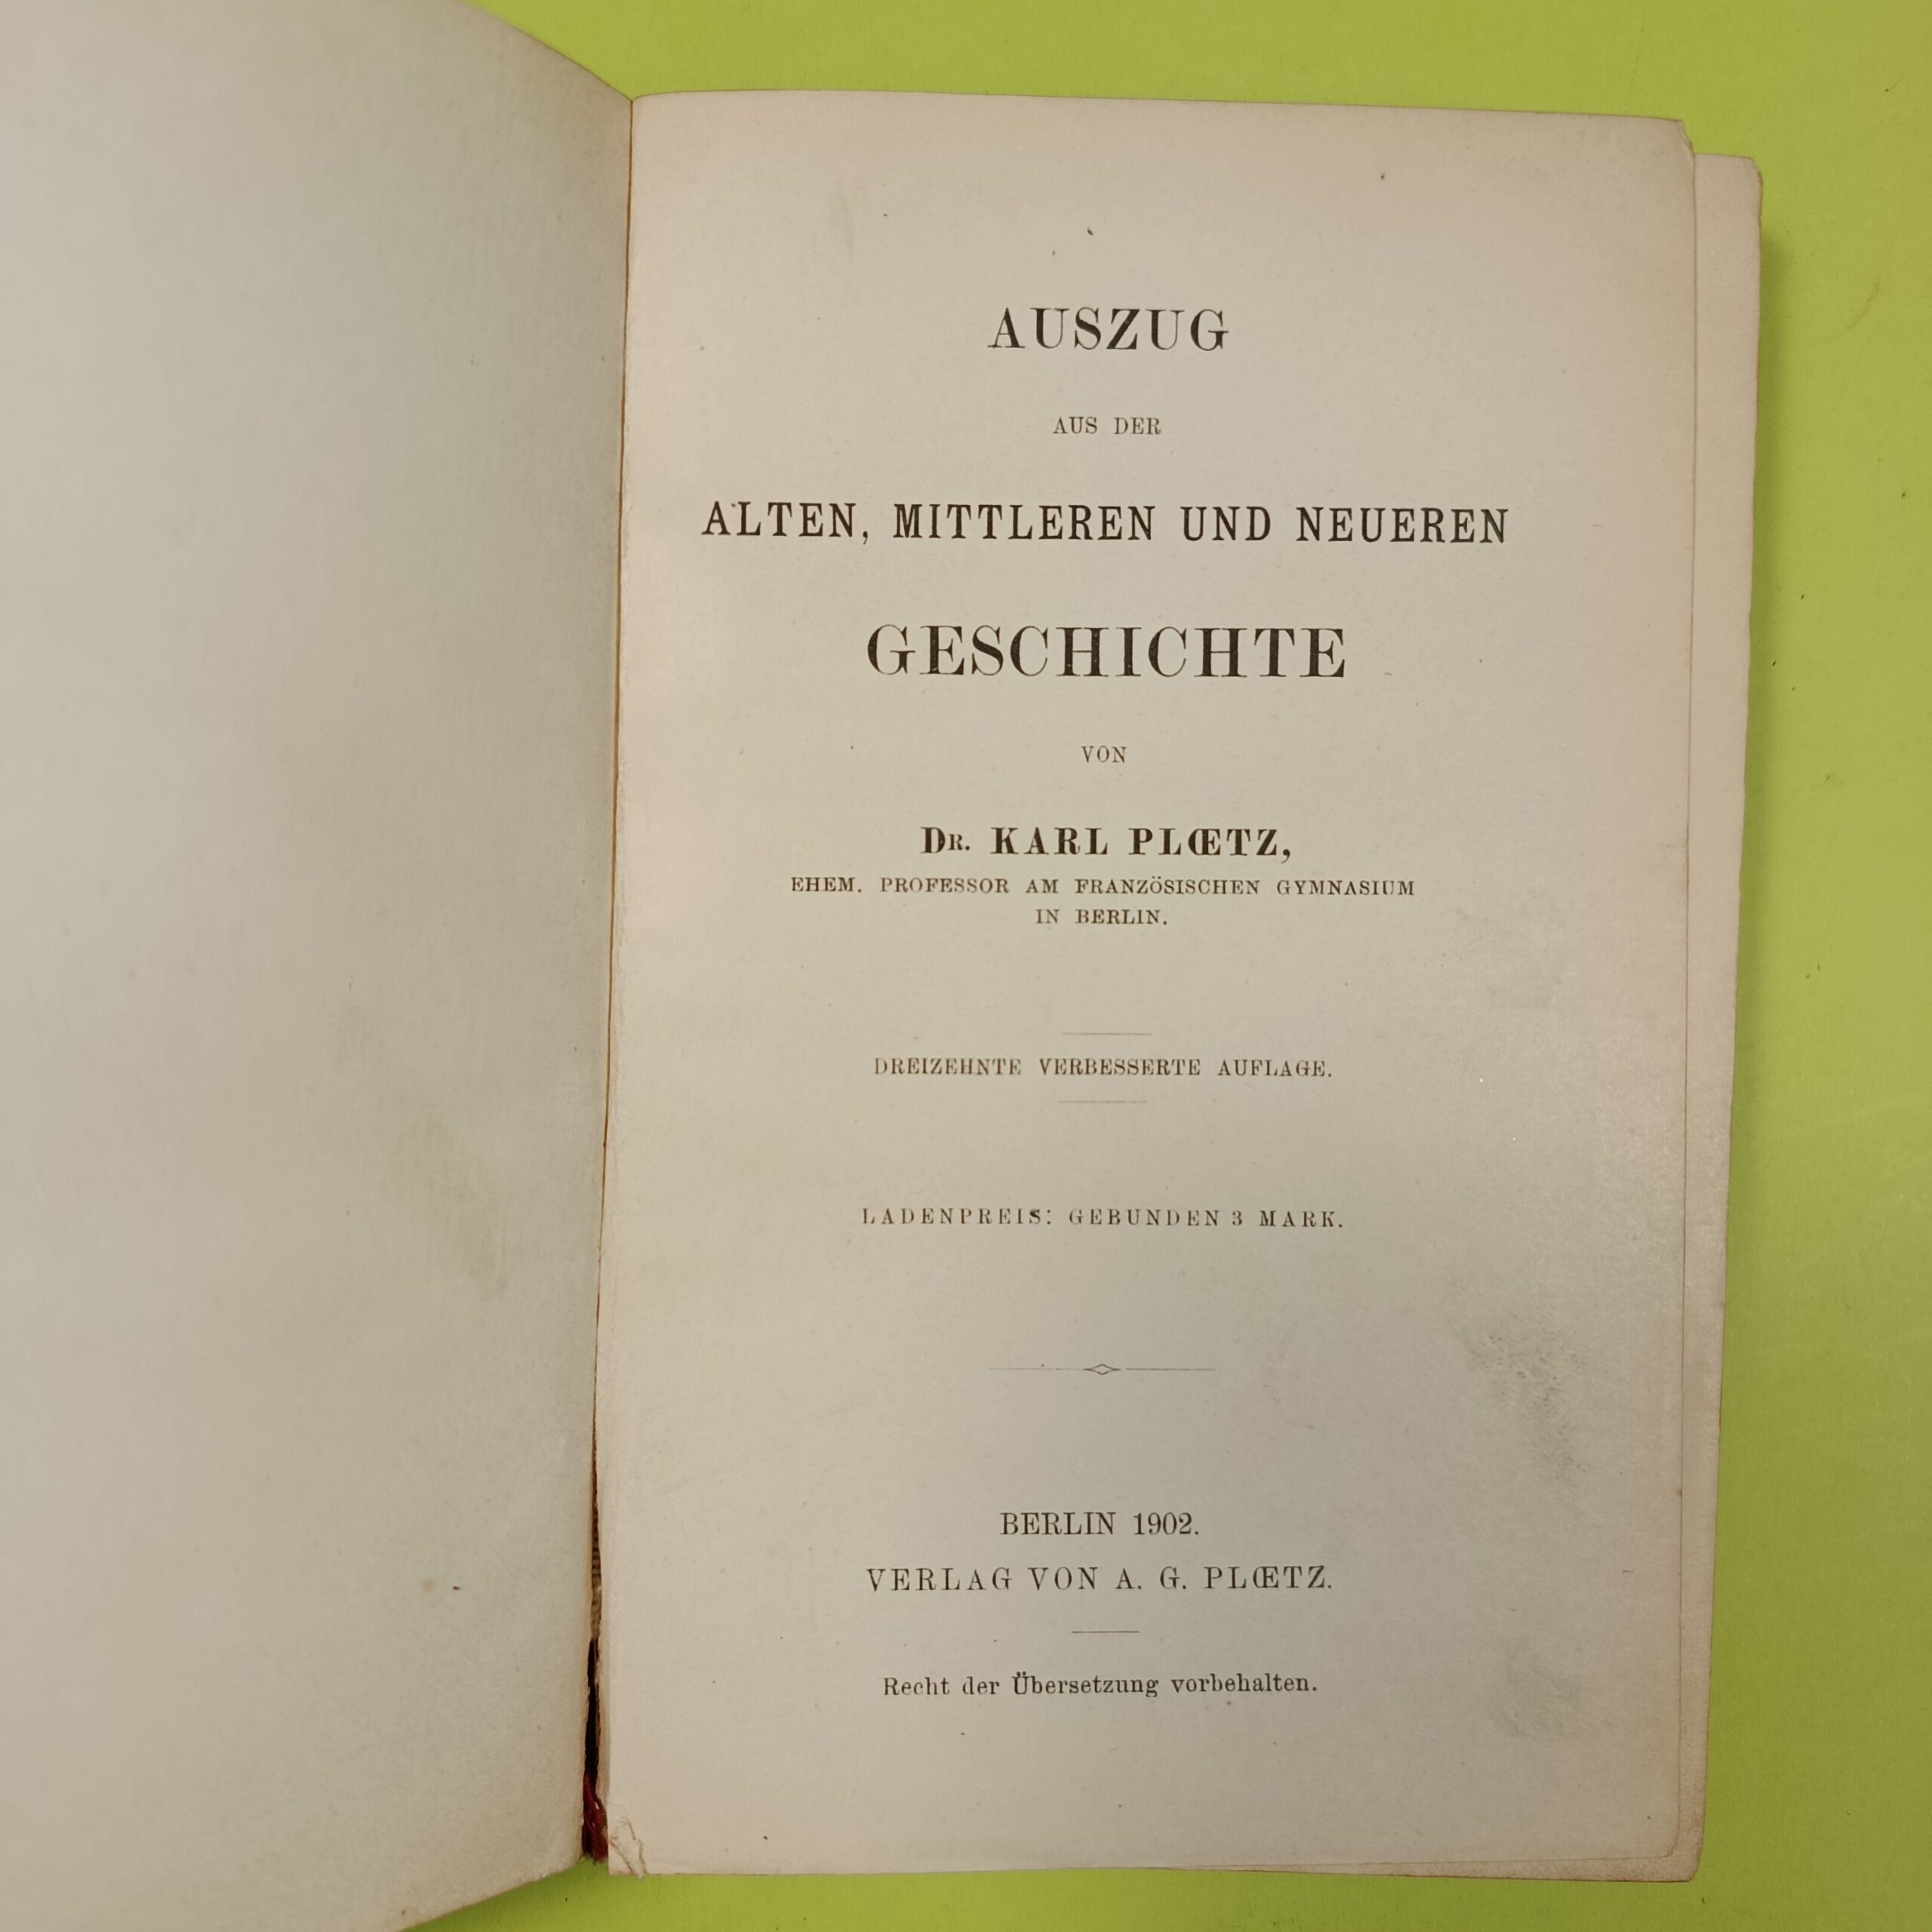 AUSZUG
AUS DER
ALTEN, MITTLEREN UND NEUEREN
GESCHICHTE
VON
DR. KARL PLŒTZ,
EHEM. PROFESSOR AM FRANZÖSISCHEN GYMNASIUM
IN BERLIN.
DREIZEHNTE VERBESSERTE AUFLAGE.
LADENPREIS: GEBUNDEN 3 MARK.
BERLIN 1902.
VERLAG VON A. G. PLŒTZ.
Recht der Übersetzung vorbehalten.